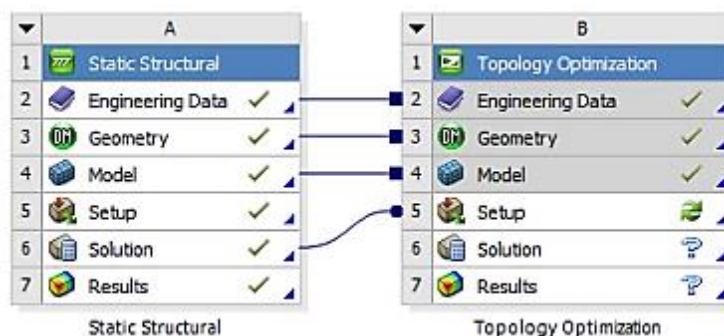 A
1 Static Structural
2 Engineering Data
3 Geometry
4 Model
5 Setup
6 Solution
7 Results
Static Structural
B
1 Topology Optimization
2 Engineering Data
3 Geometry
4 Model
5 Setup
6 Solution
7 Results
Topology Optimization